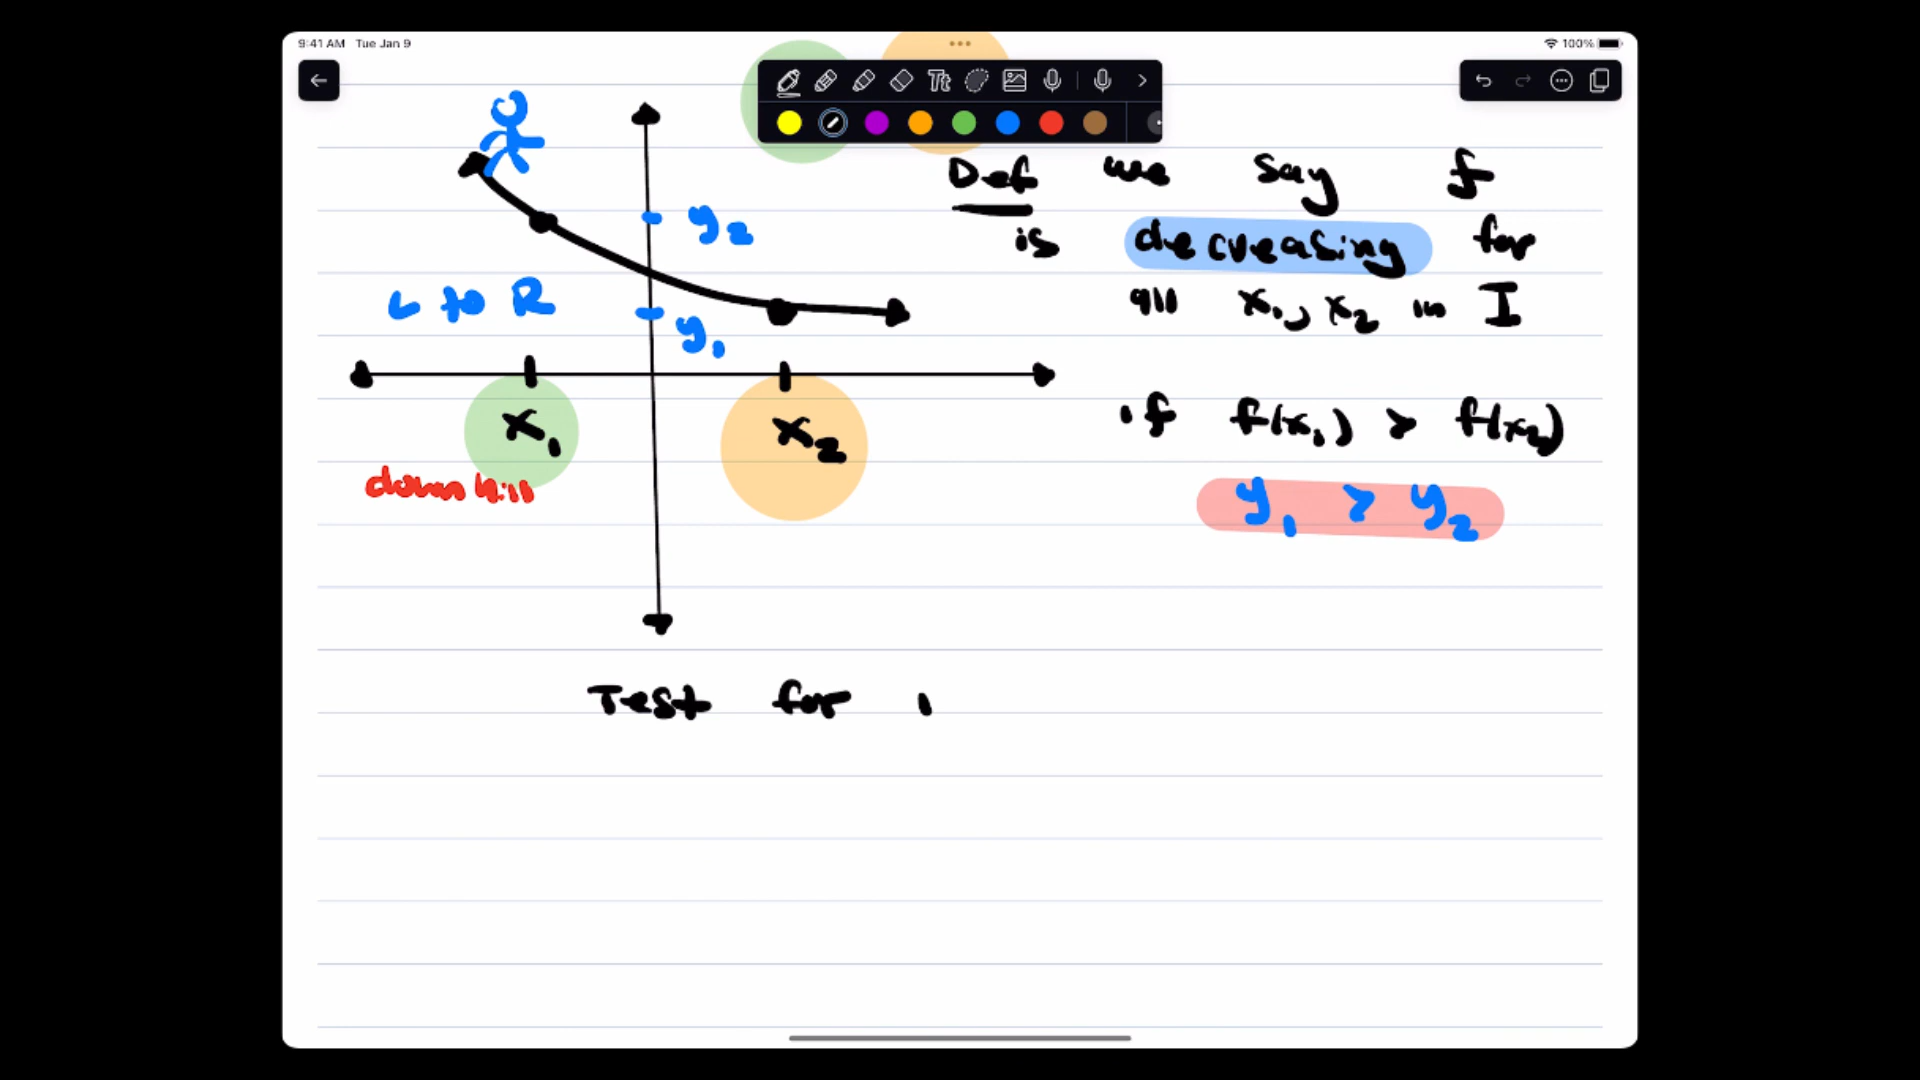 9:41 AM Tue Jan 9
100%
Tt
Def we say f
is decreasing for
all x₁, x₂ in I
if f(x₁) > f(x₂)
y₁ > y₂
y₂
L to R
y₁
x₁
x₂
down hill
Test for